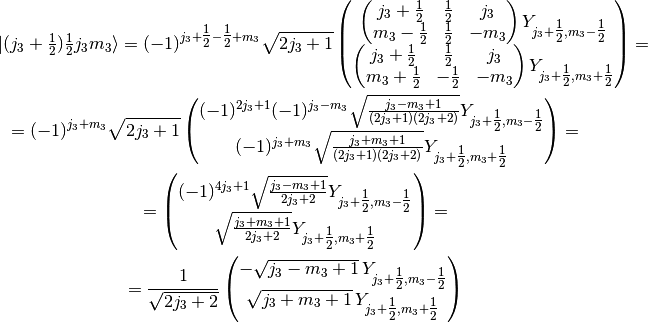 $|(j_3+\frac{1}{2})\frac{1}{2}j_3m_3\rangle = (-1)^{j_3+\frac{1}{2}-\frac{1}{2}+m_3}\sqrt{2j_3+1}\begin{pmatrix}\begin{pmatrix}j_3+\frac{1}{2} & \frac{1}{2} & j_3\\ m_3-\frac{1}{2} & \frac{1}{2} & -m_3\end{pmatrix}Y_{j_3+\frac{1}{2},m_3-\frac{1}{2}}\\ \begin{pmatrix}j_3+\frac{1}{2} & \frac{1}{2} & j_3\\ m_3+\frac{1}{2} & -\frac{1}{2} & -m_3\end{pmatrix}Y_{j_3+\frac{1}{2},m_3+\frac{1}{2}}\end{pmatrix} =$
$= (-1)^{j_3+m_3}\sqrt{2j_3+1}\begin{pmatrix}(-1)^{2j_3+1}(-1)^{j_3-m_3}\sqrt{\frac{j_3-m_3+1}{(2j_3+1)(2j_3+2)}}Y_{j_3+\frac{1}{2},m_3-\frac{1}{2}}\\ (-1)^{j_3+m_3}\sqrt{\frac{j_3+m_3+1}{(2j_3+1)(2j_3+2)}}Y_{j_3+\frac{1}{2},m_3+\frac{1}{2}}\end{pmatrix} =$
$= \begin{pmatrix}(-1)^{4j_3+1}\sqrt{\frac{j_3-m_3+1}{2j_3+2}}Y_{j_3+\frac{1}{2},m_3-\frac{1}{2}}\\ \sqrt{\frac{j_3+m_3+1}{2j_3+2}}Y_{j_3+\frac{1}{2},m_3+\frac{1}{2}}\end{pmatrix} =$
$= \frac{1}{\sqrt{2j_3+2}}\begin{pmatrix}-\sqrt{j_3-m_3+1}\,Y_{j_3+\frac{1}{2},m_3-\frac{1}{2}}\\ \sqrt{j_3+m_3+1}\,Y_{j_3+\frac{1}{2},m_3+\frac{1}{2}}\end{pmatrix}$